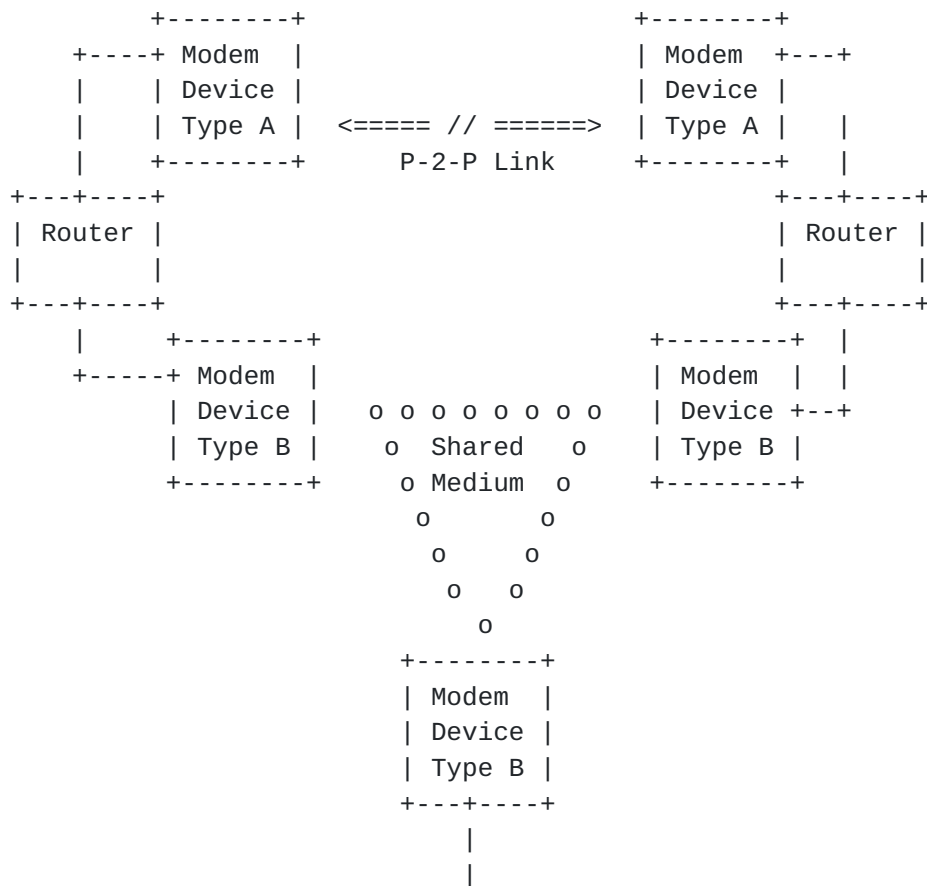 +--------+                     +--------+
+----+ Modem  |                     | Modem  +---+
|    | Device |                     | Device |
|    | Type A |  <===== // ======>  | Type A |   |
|    +--------+      P-2-P Link     +--------+   |
+---+----+                                       +---+----+
| Router |                                       | Router |
|        |                                       |        |
+---+----+                                       +---+----+
|     +--------+                     +--------+  |
+-----+ Modem  |                     | Modem  |  |
| Device |   o o o o o o o o   | Device +--+
| Type B |    o  Shared   o    | Type B |
+--------+     o Medium  o     +--------+
o       o
o     o
o   o
o
+--------+
| Modem  |
| Device |
| Type B |
+---+----+
|
|